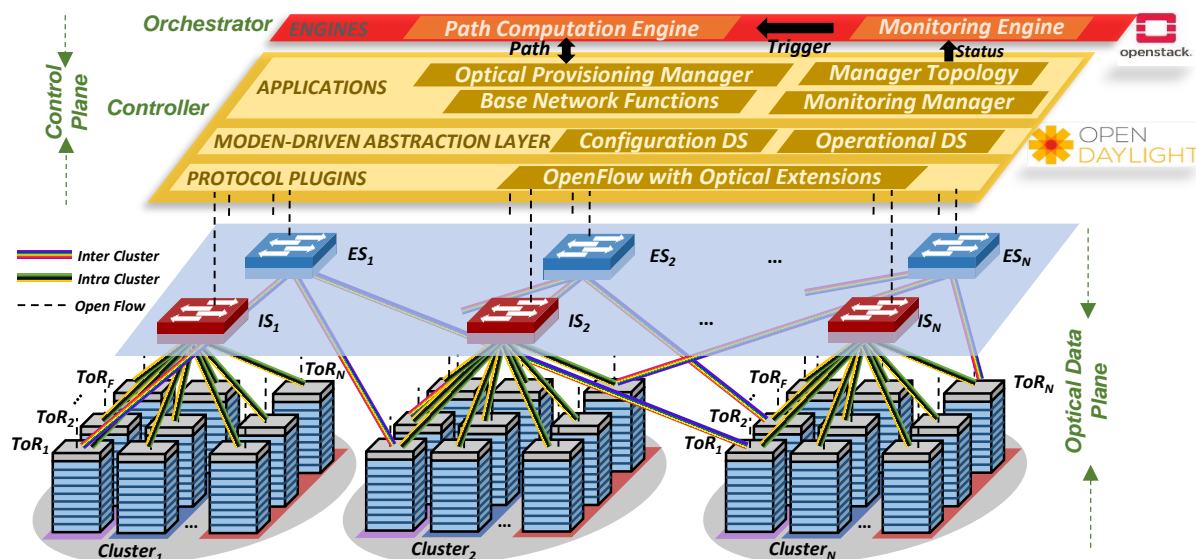 Orchestrator
ENGINES
Path Computation Engine
Monitoring Engine
Path
Trigger
Status
openstack.
Control
Plane
Controller
APPLICATIONS
Optical Provisioning Manager
Manager Topology
Base Network Functions
Monitoring Manager
MODEN-DRIVEN ABSTRACTION LAYER
Configuration DS
Operational DS
OPEN
DAYLIGHT
PROTOCOL PLUGINS
OpenFlow with Optical Extensions
Inter Cluster
Intra Cluster
Open Flow
ES1
ES2
...
ESN
IS1
IS2
...
ISN
Optical Data
Plane
ToRN
ToRF
...
ToR2
ToR1
...
Cluster1
...
Cluster2
ToRF
...
ToR2
ToR1
ToRN
...
ClusterN